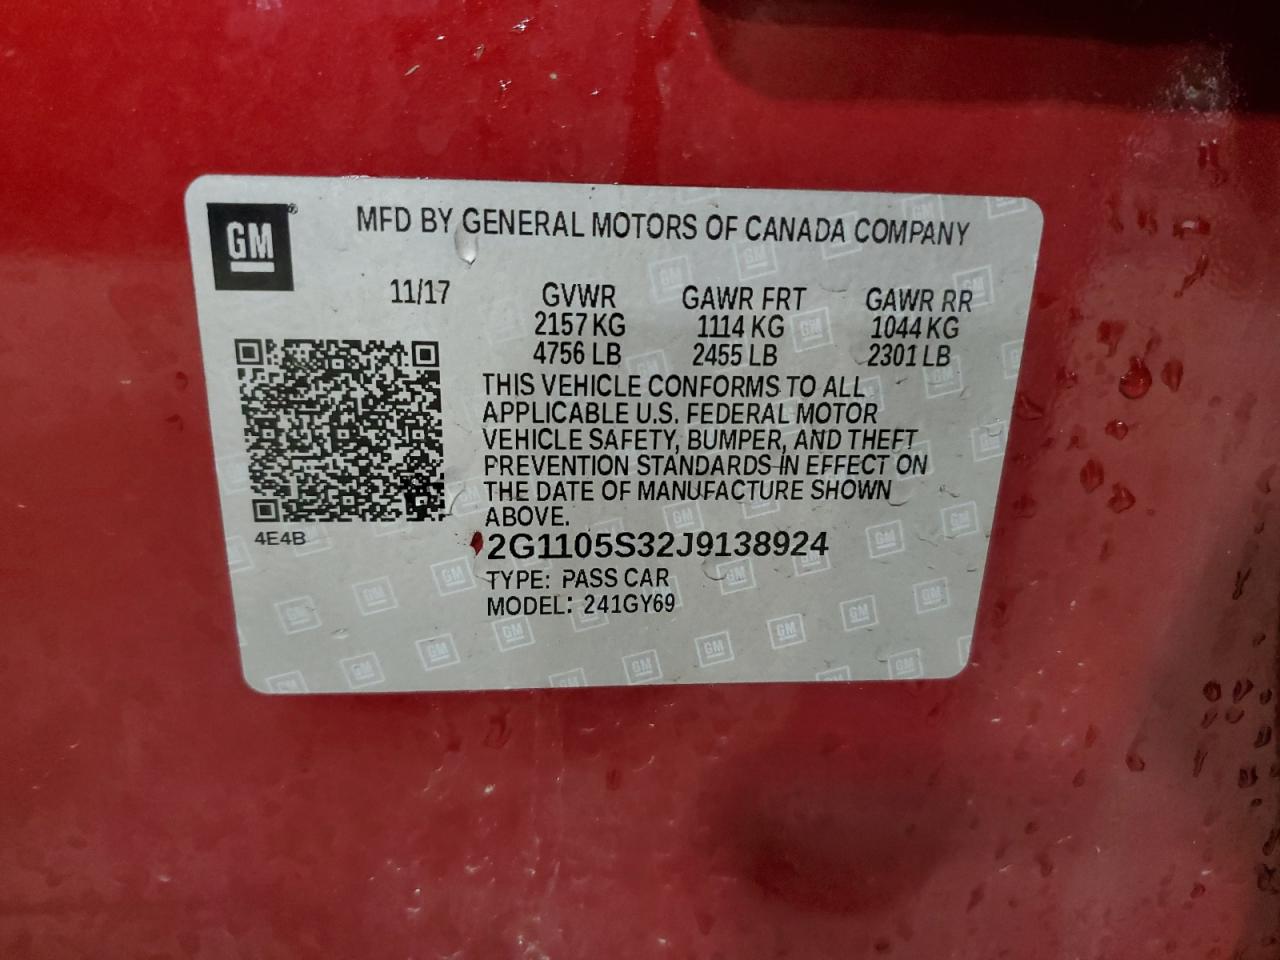 GM®
MFD BY GENERAL MOTORS OF CANADA COMPANY
11/17
GVWR GAWR FRT GAWR RR
2157 KG 1114 KG 1044 KG
4756 LB 2455 LB 2301 LB
THIS VEHICLE CONFORMS TO ALL
APPLICABLE U.S. FEDERAL MOTOR
VEHICLE SAFETY, BUMPER, AND THEFT
PREVENTION STANDARDS IN EFFECT ON
THE DATE OF MANUFACTURE SHOWN
ABOVE.
4E4B
2G1105S32J9138924
TYPE: PASS CAR
MODEL: 241GY69